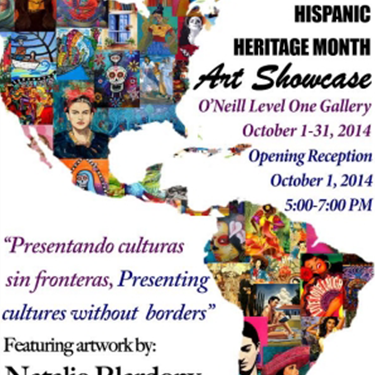 HISPANIC
HERITAGE MONTH
Art Showcase
O'Neill Level One Gallery
October 1-31, 2014
Opening Reception
October 1, 2014
5:00-7:00 PM
"Presentando culturas
sin fronteras, Presenting
cultures without borders"
Featuring artwork by: